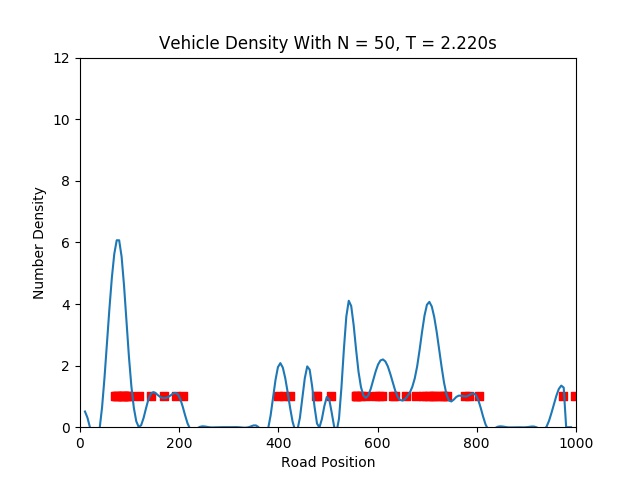 Vehicle Density With N = 50, T = 2.220s
12
10
8
6
4
2
0
Number Density
0 200 400 600 800 1000
Road Position